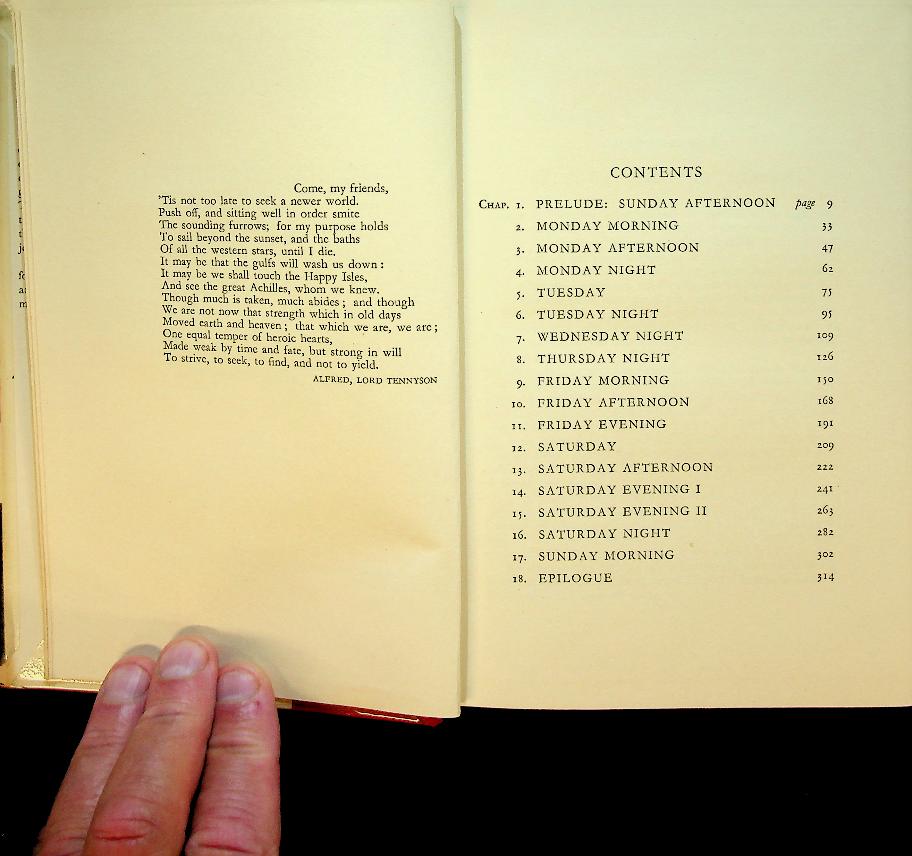 Come, my friends,
'Tis not too late to seek a newer world.
Push off, and sitting well in order smite
The sounding furrows; for my purpose holds
To sail beyond the sunset, and the baths
Of all the western stars, until I die.
It may be that the gulfs will wash us down :
It may be we shall touch the Happy Isles,
And see the great Achilles, whom we knew.
Though much is taken, much abides ; and though
We are not now that strength which in old days
Moved earth and heaven ; that which we are, we are ;
One equal temper of heroic hearts,
Made weak by time and fate, but strong in will
To strive, to seek, to find, and not to yield.
ALFRED, LORD TENNYSON
CONTENTS
CHAP. 1. PRELUDE: SUNDAY AFTERNOON page 9
2. MONDAY MORNING 33
3. MONDAY AFTERNOON 47
4. MONDAY NIGHT 62
5. TUESDAY 75
6. TUESDAY NIGHT 95
7. WEDNESDAY NIGHT 109
8. THURSDAY NIGHT 126
9. FRIDAY MORNING 150
10. FRIDAY AFTERNOON 168
11. FRIDAY EVENING 191
12. SATURDAY 209
13. SATURDAY AFTERNOON 222
14. SATURDAY EVENING I 241
15. SATURDAY EVENING II 263
16. SATURDAY NIGHT 282
17. SUNDAY MORNING 302
18. EPILOGUE 314